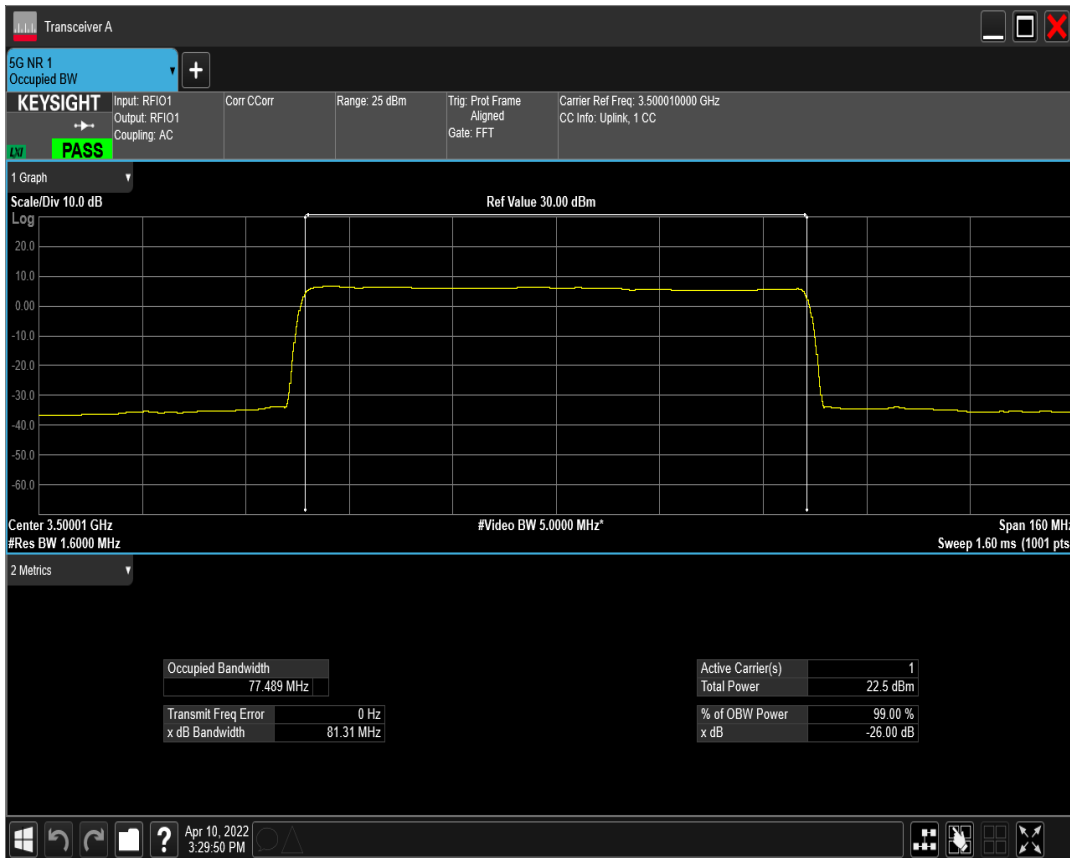 Transceiver A
5G NR 1
Occupied BW
KEYSIGHT
Input: RFIO1
Output: RFIO1
Coupling: AC
Corr CCorr
Range: 25 dBm
Trig: Prot Frame
Aligned
Gate: FFT
Carrier Ref Freq: 3.500010000 GHz
CC Info: Uplink, 1 CC
LXI
PASS
1 Graph
Scale/Div 10.0 dB
Ref Value 30.00 dBm
Log
20.0
10.0
0.00
-10.0
-20.0
-30.0
-40.0
-50.0
-60.0
Center 3.50001 GHz
#Video BW 5.0000 MHz*
Span 160 MHz
#Res BW 1.6000 MHz
Sweep 1.60 ms (1001 pts
2 Metrics
Occupied Bandwidth
77.489 MHz
Transmit Freq Error 0 Hz
x dB Bandwidth 81.31 MHz
Active Carrier(s) 1
Total Power 22.5 dBm
% of OBW Power 99.00 %
x dB -26.00 dB
?
Apr 10, 2022
3:29:50 PM